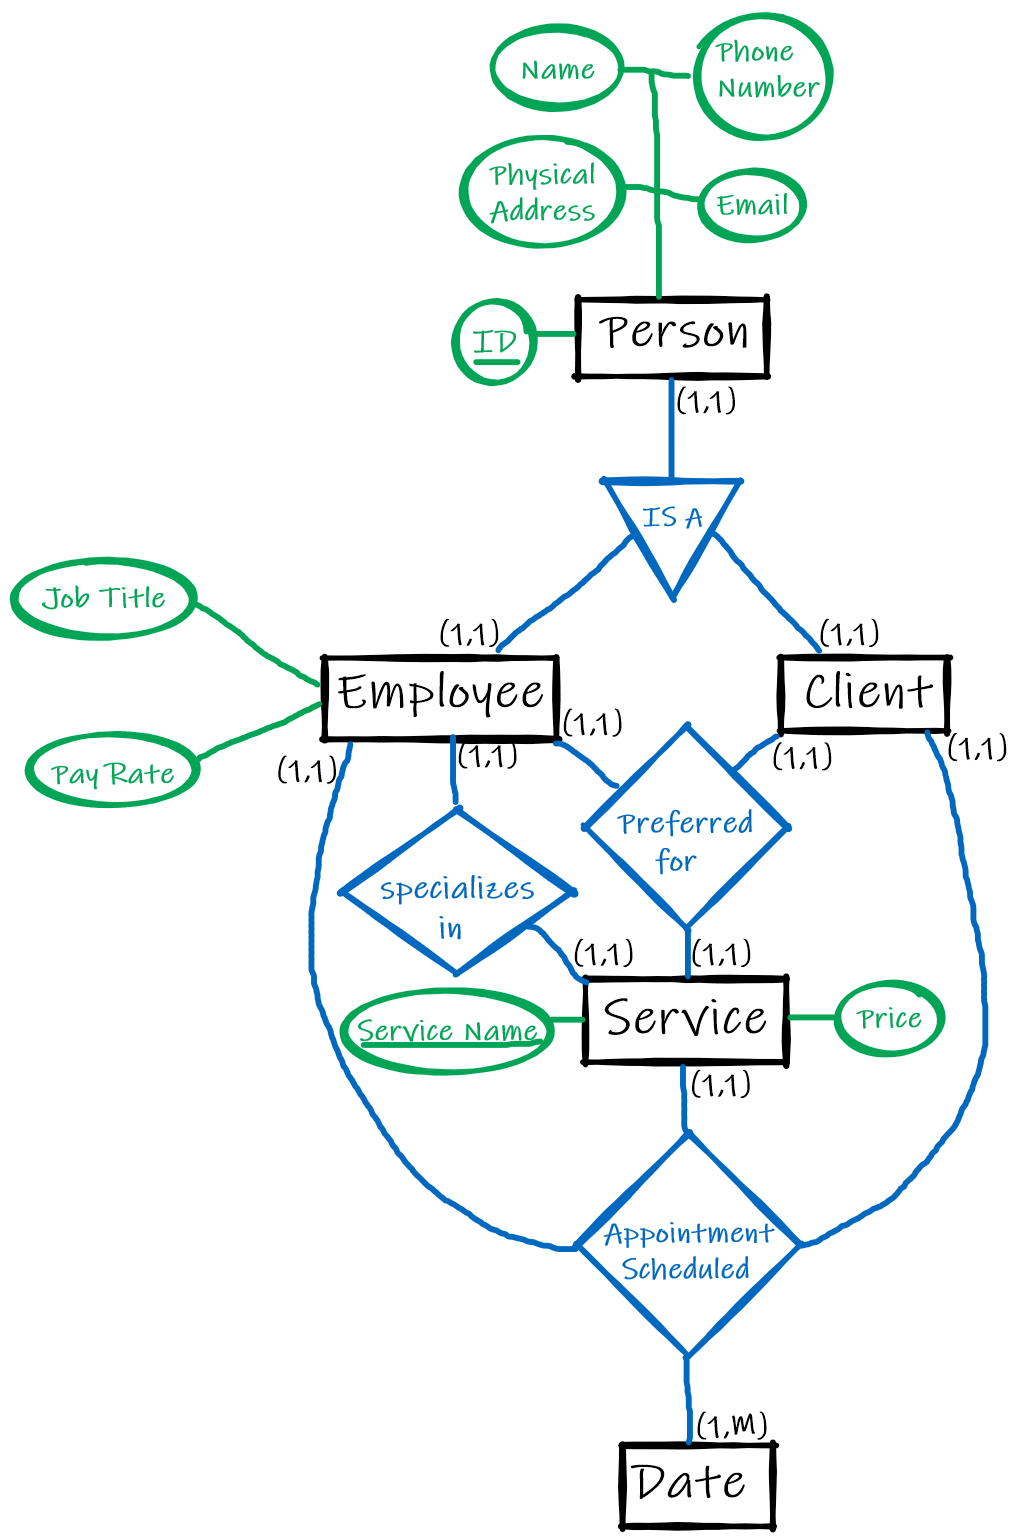 Name
Phone
Number
Physical
Address
Email
ID
Person
(1,1)
IS A
Job Title
(1,1)
(1,1)
Employee
Client
(1,1)
(1,1)
(1,1)
(1,1)
(1,1)
Pay Rate
Preferred
for
specializes
in
(1,1)
(1,1)
Service Name
Service
Price
(1,1)
Appointment
Scheduled
(1,M)
Date